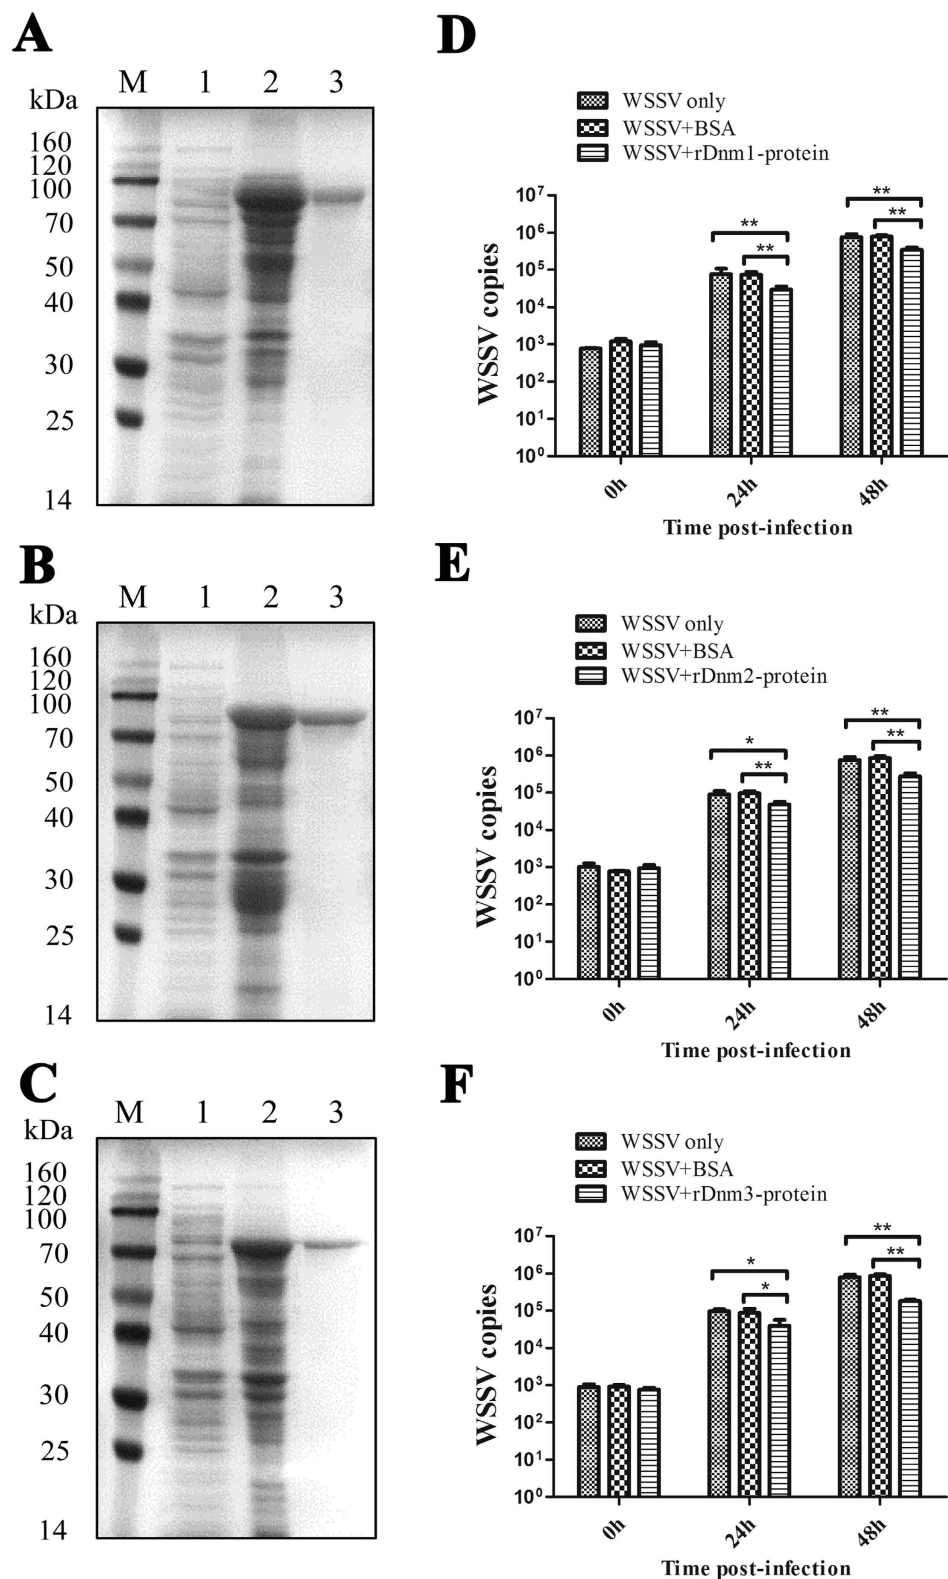 A
M 1 2 3
kDa
160
120
100
70
50
40
30
25
14
D
WSSV only
WSSV+BSA
WSSV+rDnm1-protein
** **
** **
WSSV copies
10⁷
10⁶
10⁵
10⁴
10³
10²
10¹
10⁰
0h 24h 48h
Time post-infection
B
M 1 2 3
kDa
160
120
100
70
50
40
30
25
14
E
WSSV only
WSSV+BSA
WSSV+rDnm2-protein
* **
** **
WSSV copies
10⁷
10⁶
10⁵
10⁴
10³
10²
10¹
10⁰
0h 24h 48h
Time post-infection
C
M 1 2 3
kDa
160
120
100
70
50
40
30
25
14
F
WSSV only
WSSV+BSA
WSSV+rDnm3-protein
* **
* **
WSSV copies
10⁷
10⁶
10⁵
10⁴
10³
10²
10¹
10⁰
0h 24h 48h
Time post-infection